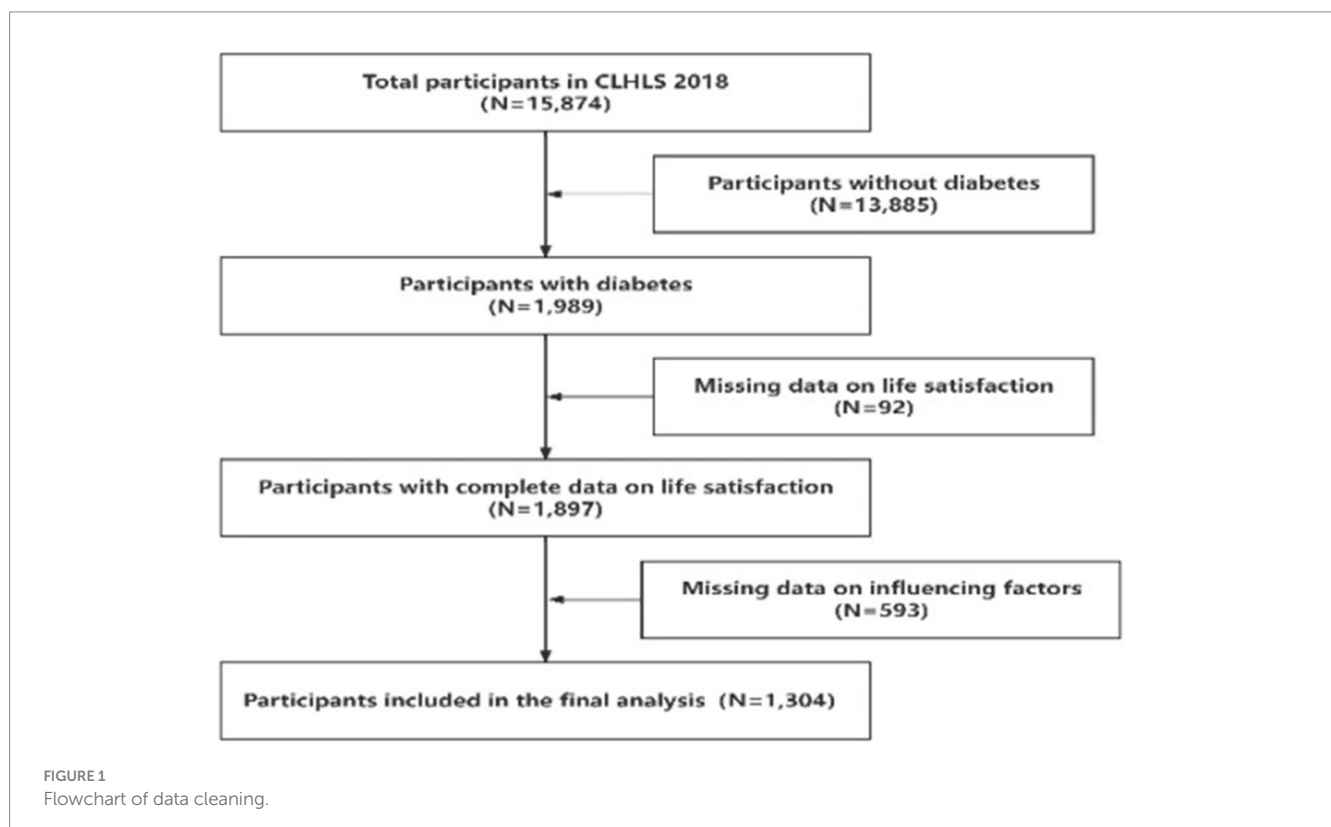 Total participants in CLHLS 2018
(N=15,874)
Participants without diabetes
(N=13,885)
Participants with diabetes
(N=1,989)
Missing data on life satisfaction
(N=92)
Participants with complete data on life satisfaction
(N=1,897)
Missing data on influencing factors
(N=593)
Participants included in the final analysis (N=1,304)
FIGURE 1
Flowchart of data cleaning.